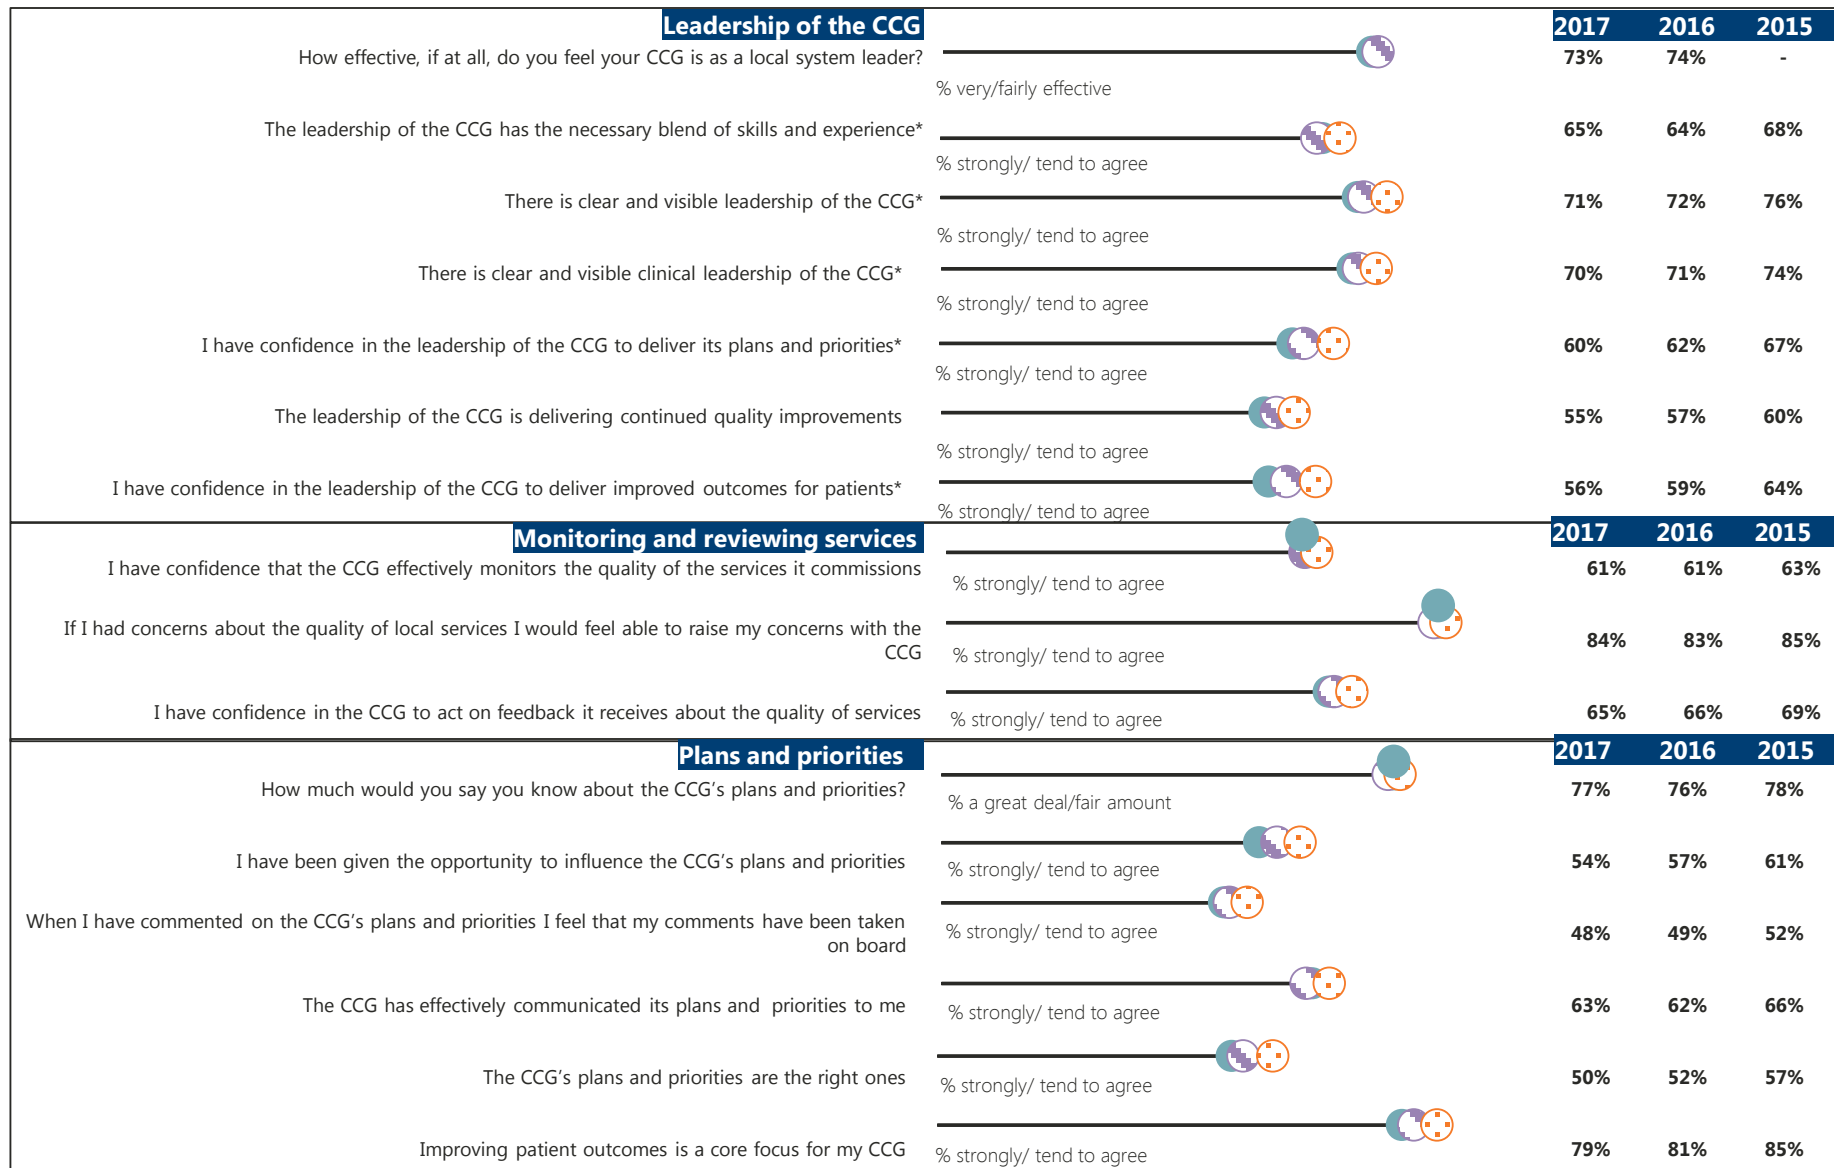 Leadership of the CCG 2017 2016 2015
How effective, if at all, do you feel your CCG is as a local system leader? 73% 74% -
% very/fairly effective
The leadership of the CCG has the necessary blend of skills and experience* 65% 64% 68%
% strongly/ tend to agree
There is clear and visible leadership of the CCG* 71% 72% 76%
% strongly/ tend to agree
There is clear and visible clinical leadership of the CCG* 70% 71% 74%
% strongly/ tend to agree
I have confidence in the leadership of the CCG to deliver its plans and priorities* 60% 62% 67%
% strongly/ tend to agree
The leadership of the CCG is delivering continued quality improvements 55% 57% 60%
% strongly/ tend to agree
I have confidence in the leadership of the CCG to deliver improved outcomes for patients* 56% 59% 64%
% strongly/ tend to agree
Monitoring and reviewing services 2017 2016 2015
I have confidence that the CCG effectively monitors the quality of the services it commissions 61% 61% 63%
% strongly/ tend to agree
If I had concerns about the quality of local services I would feel able to raise my concerns with the
CCG 84% 83% 85%
% strongly/ tend to agree
I have confidence in the CCG to act on feedback it receives about the quality of services 65% 66% 69%
% strongly/ tend to agree
Plans and priorities 2017 2016 2015
How much would you say you know about the CCG's plans and priorities? 77% 76% 78%
% a great deal/fair amount
I have been given the opportunity to influence the CCG's plans and priorities 54% 57% 61%
% strongly/ tend to agree
When I have commented on the CCG's plans and priorities I feel that my comments have been taken
on board 48% 49% 52%
% strongly/ tend to agree
The CCG has effectively communicated its plans and priorities to me 63% 62% 66%
% strongly/ tend to agree
The CCG's plans and priorities are the right ones 50% 52% 57%
% strongly/ tend to agree
Improving patient outcomes is a core focus for my CCG 79% 81% 85%
% strongly/ tend to agree